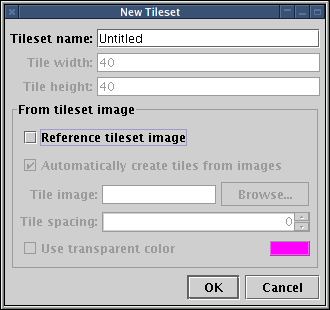 New Tileset
Tileset name: Untitled
Tile width: 40
Tile height: 40
From tileset image
Reference tileset image
Automatically create tiles from images
Tile image: Browse...
Tile spacing: 0
Use transparent color
OK Cancel